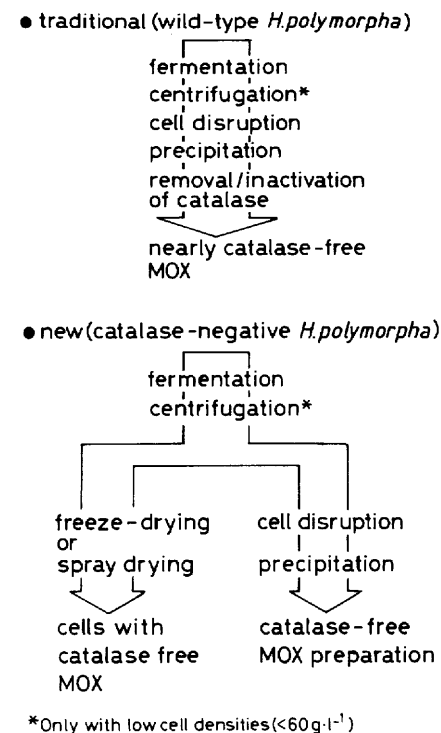 ● traditional (wild-type H.polymorpha)
fermentation
centrifugation*
cell disruption
precipitation
removal/inactivation
of catalase
nearly catalase-free
MOX
● new (catalase-negative H.polymorpha)
fermentation
centrifugation*
freeze-drying
or
spray drying
cells with
catalase free
MOX
cell disruption
precipitation
catalase-free
MOX preparation
*Only with low cell densities (<60g·l⁻¹)